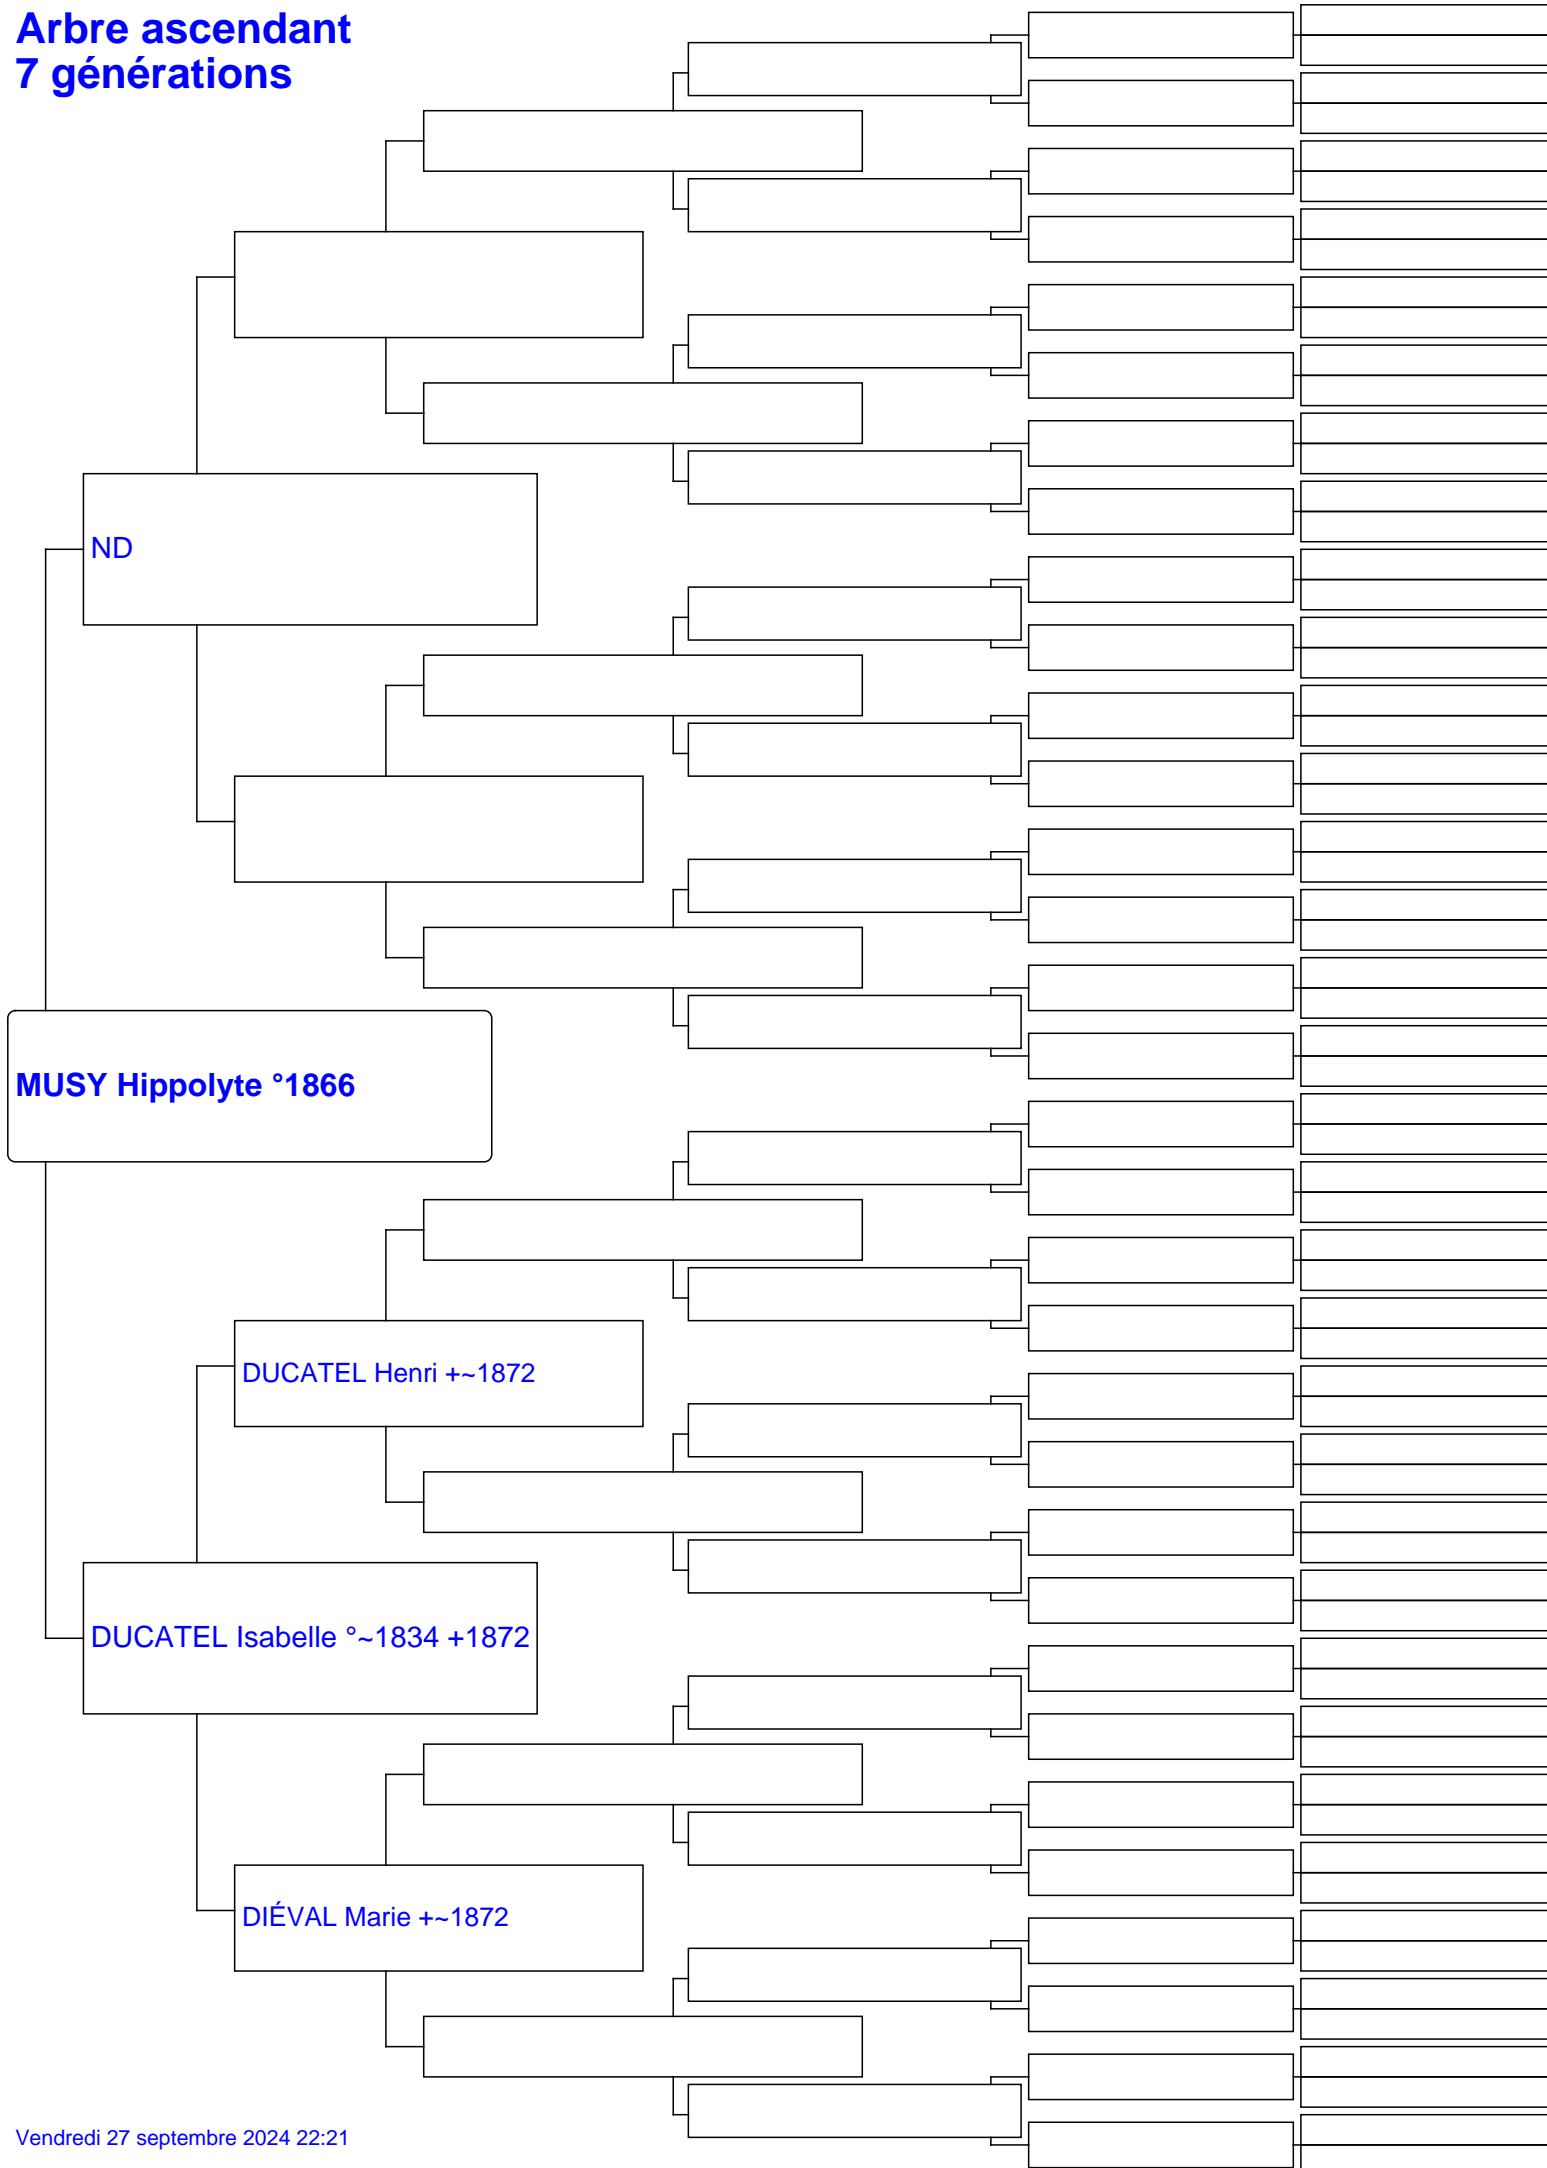 Arbre ascendant
7 générations
ND
MUSY Hippolyte °1866
DUCATEL Henri +~1872
DUCATEL Isabelle °~1834 +1872
DIÉVAL Marie +~1872
Vendredi 27 septembre 2024 22:21